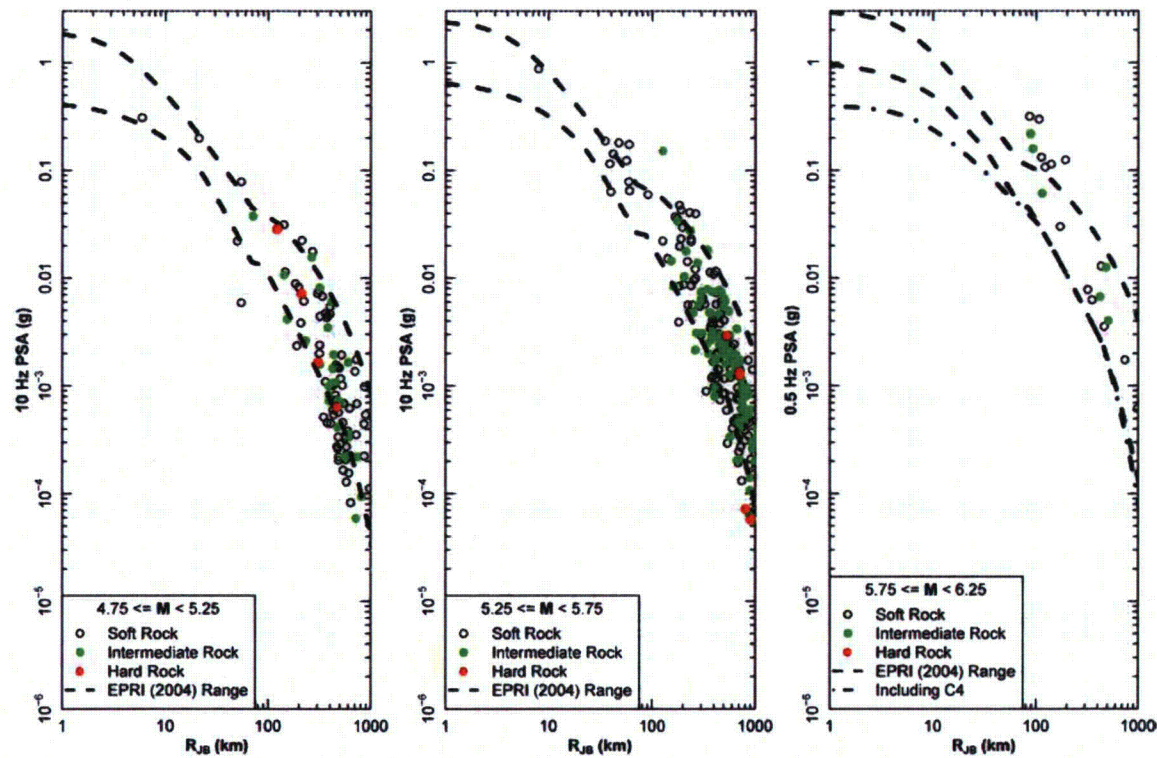 10 Hz PSA (g)
1
0.1
0.01
10⁻³
10⁻⁴
10⁻⁵
10⁻⁶
4.75 <= M < 5.25
Soft Rock
Intermediate Rock
Hard Rock
EPRI (2004) Range
1 10 100 1000
R_JB (km)
10 Hz PSA (g)
1
0.1
0.01
10⁻³
10⁻⁴
10⁻⁵
10⁻⁶
5.25 <= M < 5.75
Soft Rock
Intermediate Rock
Hard Rock
EPRI (2004) Range
1 10 100 1000
R_JB (km)
0.5 Hz PSA (g)
1
0.1
0.01
10⁻³
10⁻⁴
10⁻⁵
10⁻⁶
5.75 <= M < 6.25
Soft Rock
Intermediate Rock
Hard Rock
EPRI (2004) Range
Including C4
1 10 100 1000
R_JB (km)